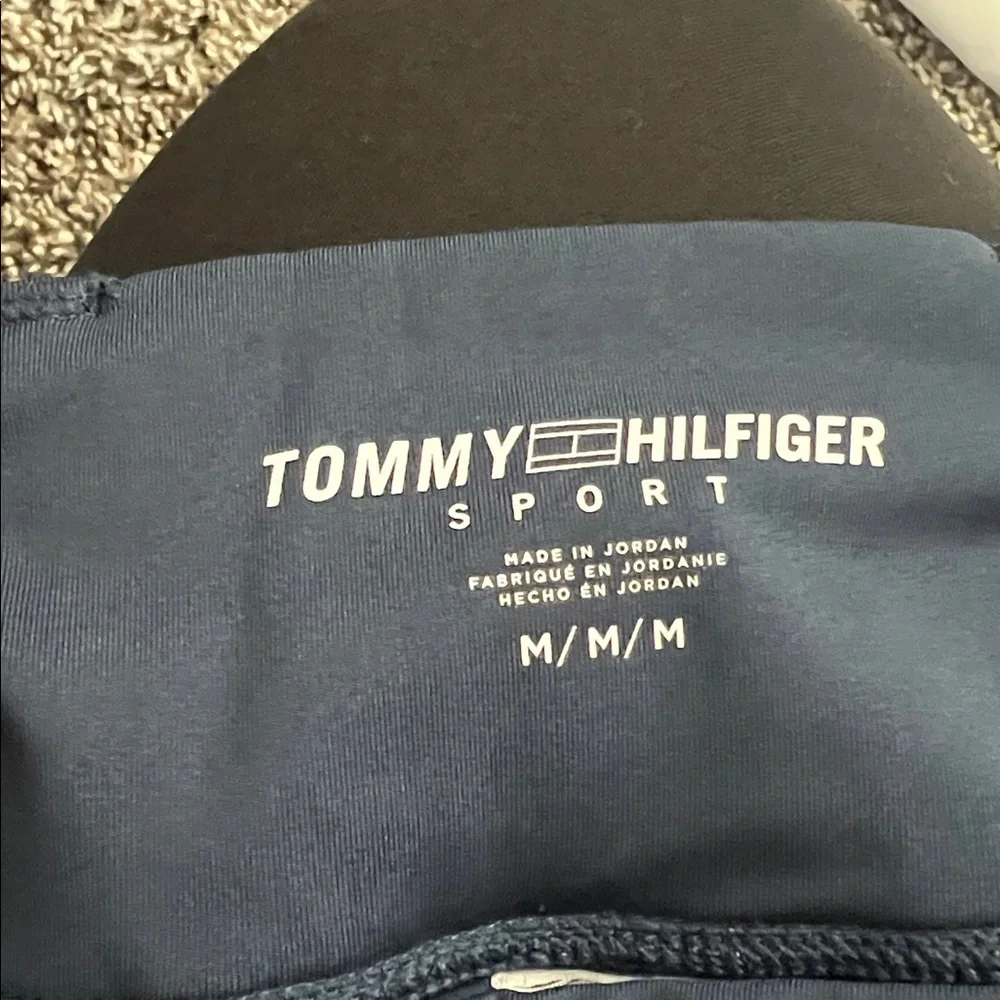 TOMMY HILFIGER
SPORT
MADE IN JORDAN
FABRIQUÉ EN JORDANIE
HECHO EN JORDAN
M/M/M